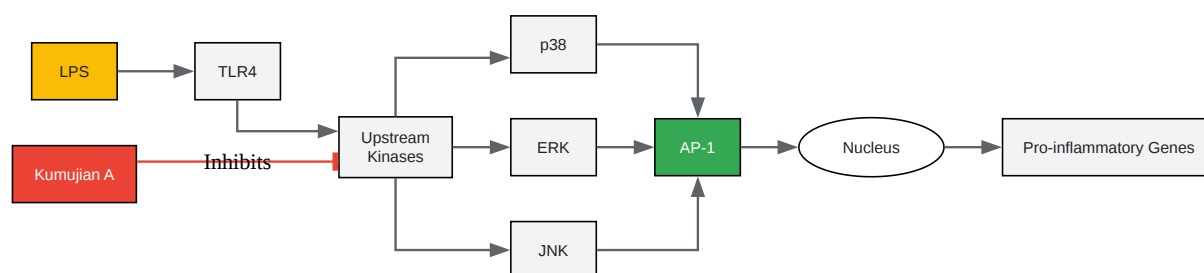 LPS
TLR4
Kumujian A
Inhibits
Upstream
Kinases
p38
ERK
JNK
AP-1
Nucleus
Pro-inflammatory Genes